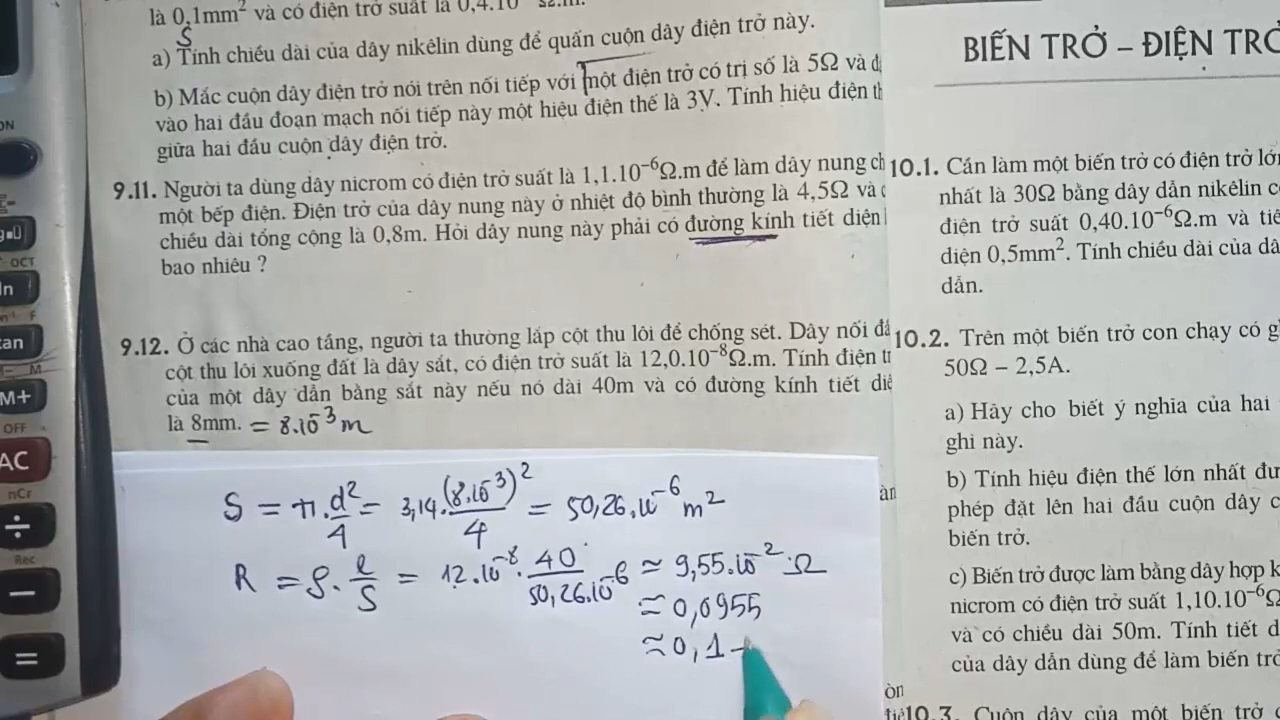 là 0,1mm² và có điện trở suất là 0,4.10
S
a) Tính chiều dài của dây nikêlin dùng để quấn cuộn dây điện trở này.
b) Mắc cuộn dây điện trở nói trên nối tiếp với một điện trở có trị số là 5Ω và đ
vào hai đầu đoạn mạch nối tiếp này một hiệu điện thế là 3V. Tính hiệu điện th
giữa hai đầu cuộn dây điện trở.
9.11. Người ta dùng dây nicrom có điện trở suất là 1,1.10⁻⁶Ω.m để làm dây nung ch
một bếp điện. Điện trở của dây nung này ở nhiệt độ bình thường là 4,5Ω và c
chiều dài tổng cộng là 0,8m. Hỏi dây nung này phải có đường kính tiết diện
bao nhiêu ?
9.12. Ở các nhà cao tầng, người ta thường lắp cột thu lôi để chống sét. Dây nối đầ
cột thu lôi xuống đất là dây sắt, có điện trở suất là 12,0.10⁻⁸Ω.m. Tính điện tr
của một dây dẫn bằng sắt này nếu nó dài 40m và có đường kính tiết diệ
là 8mm. = 8.10⁻³m
S = π.d²/4 = 3,14.(8.10⁻³)²/4 = 50,26.10⁻⁶ m²
R = ρ.l/S = 12.10⁻⁸.40/50,26.10⁻⁶ ≈ 9,55.10⁻².Ω
≈ 0,0955
≈ 0,1
BIẾN TRỞ – ĐIỆN TRỞ
10.1. Cần làm một biến trở có điện trở lớn
nhất là 30Ω bằng dây dẫn nikêlin c
điện trở suất 0,40.10⁻⁶Ω.m và tiế
diện 0,5mm². Tính chiều dài của dâ
dẫn.
10.2. Trên một biến trở con chạy có g
50Ω – 2,5A.
a) Hãy cho biết ý nghĩa của hai
ghi này.
b) Tính hiệu điện thế lớn nhất đư
phép đặt lên hai đầu cuộn dây c
biến trở.
c) Biến trở được làm bằng dây hợp k
nicrom có điện trở suất 1,10.10⁻⁶Ω
và có chiều dài 50m. Tính tiết d
của dây dẫn dùng để làm biến trở
10.3. Cuộn dây của một biến trở
ON
OCT
ln
F
tan
M
M+
OFF
AC
nCr
÷
Rec
−
=